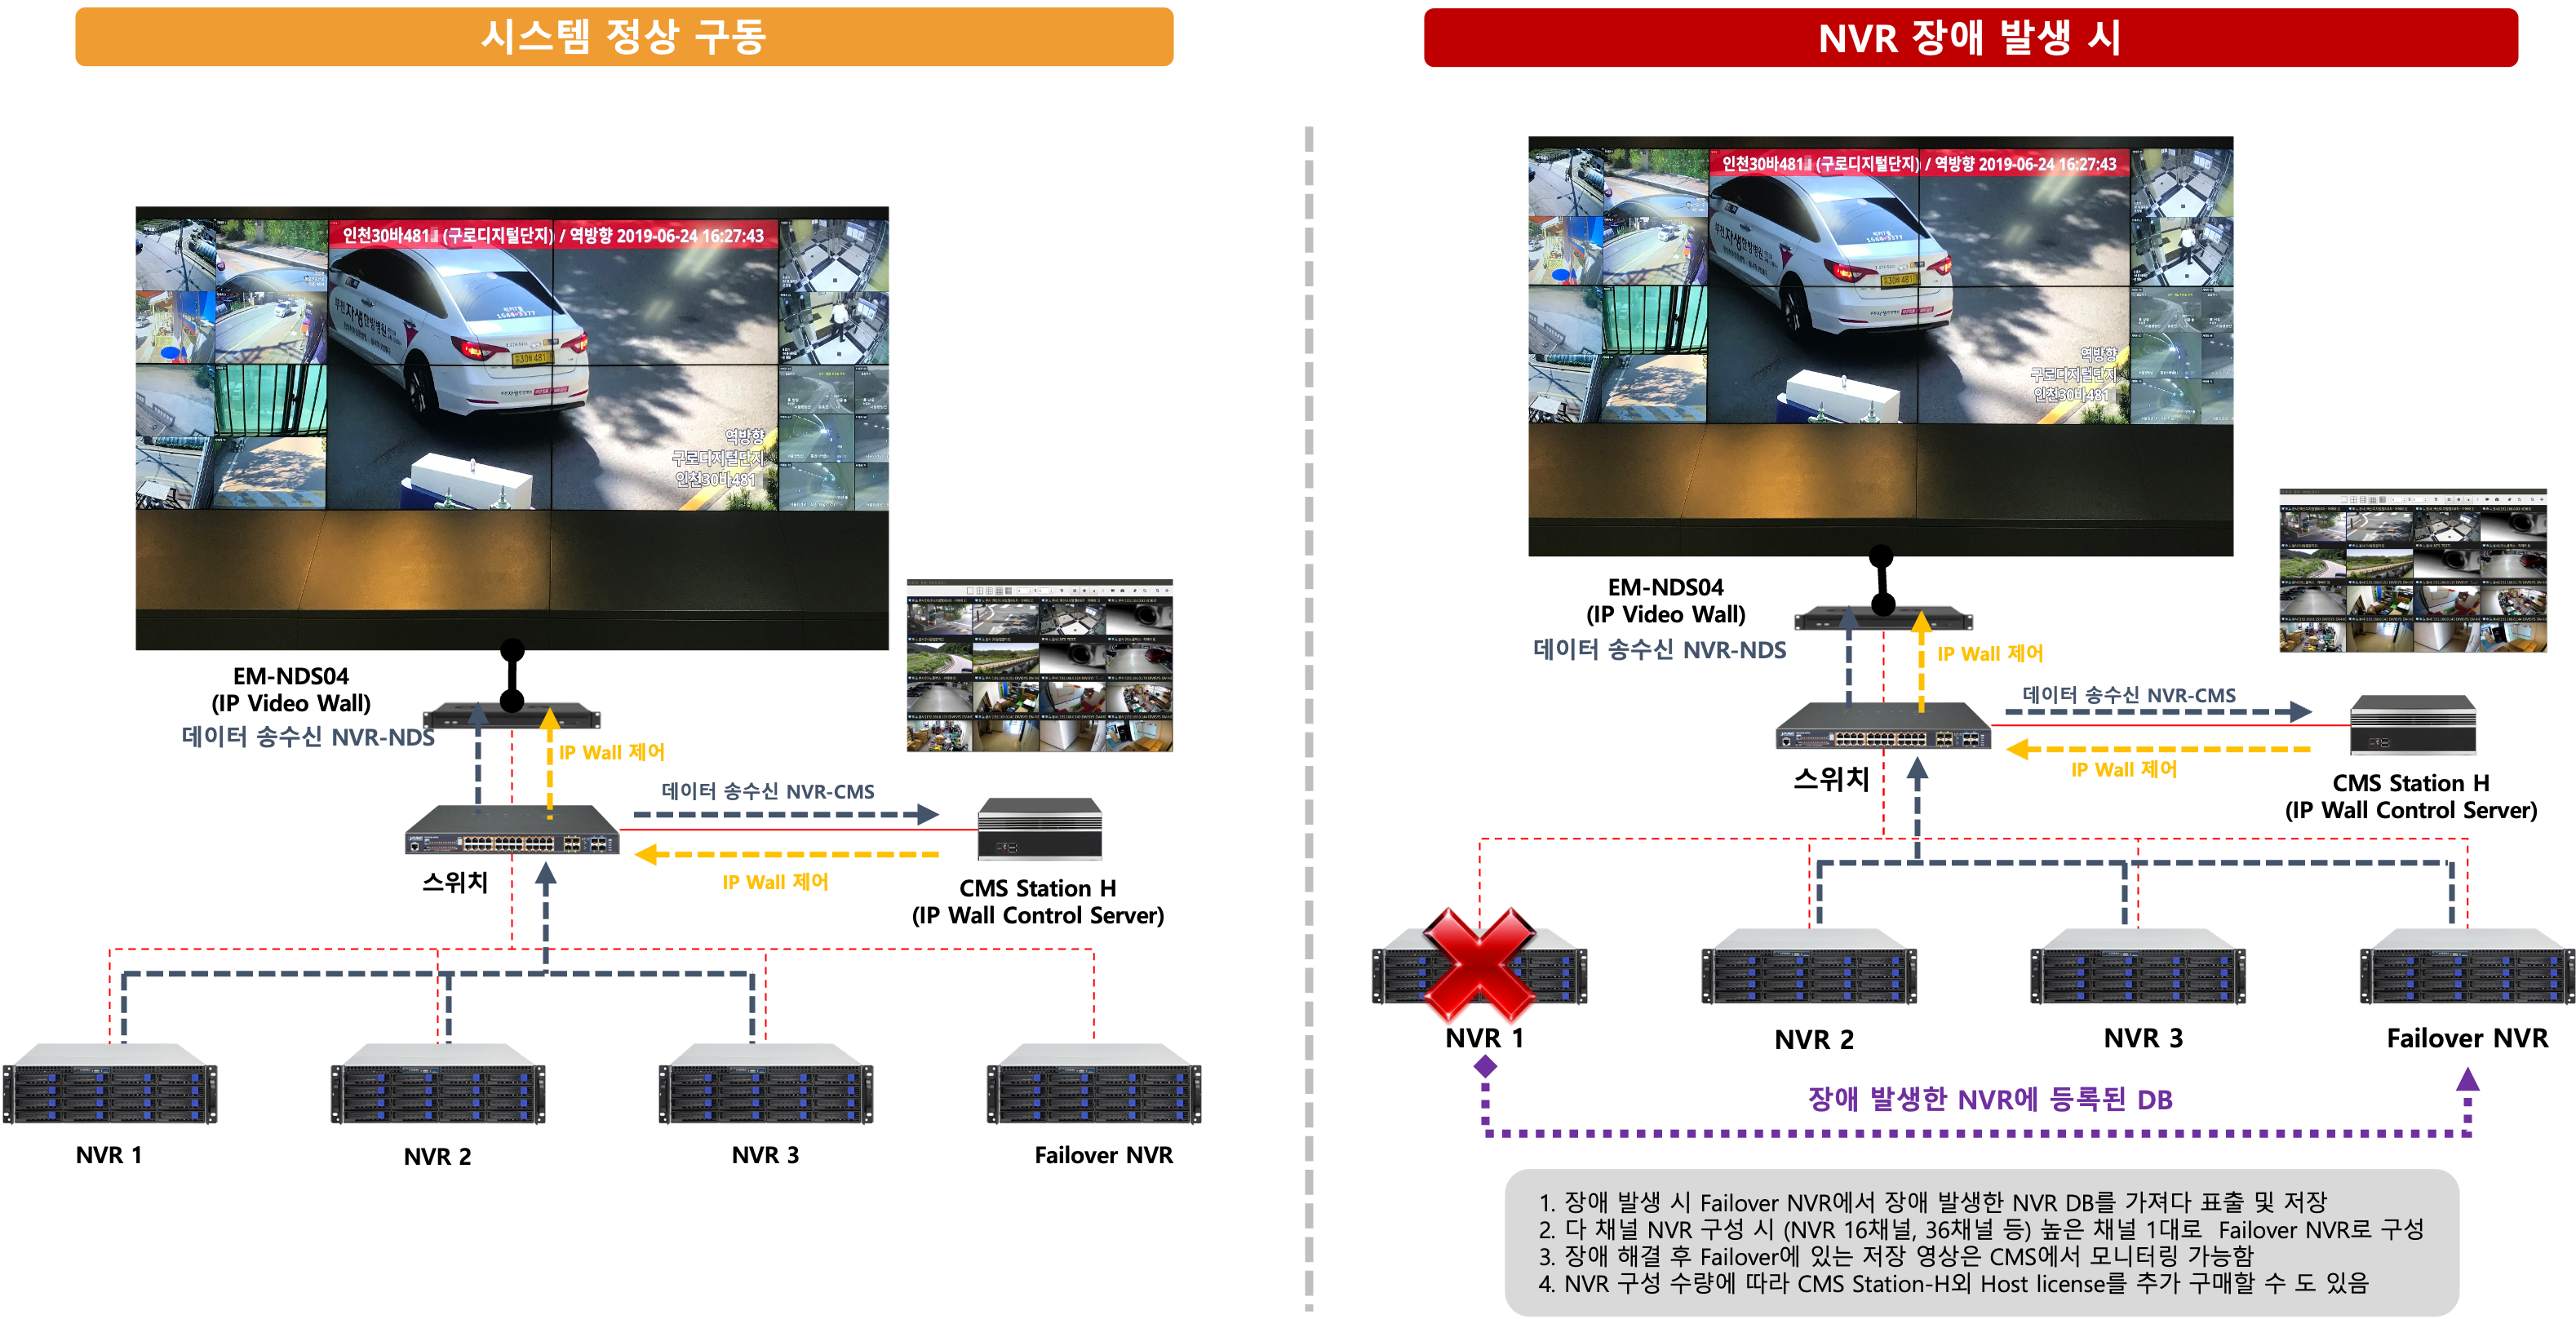 시스템 정상 구동
인천30바481 (구로디지털단지) / 역방향 2019-06-24 16:27:43
역방향
구로디지털단지
인천30바481
EM-NDS04
(IP Video Wall)
데이터 송수신 NVR-NDS
IP Wall 제어
데이터 송수신 NVR-CMS
IP Wall 제어
스위치
CMS Station H
(IP Wall Control Server)
NVR 1
NVR 2
NVR 3
Failover NVR
NVR 장애 발생 시
인천30바481 (구로디지털단지) / 역방향 2019-06-24 16:27:43
역방향
구로디지털단지
인천30바481
EM-NDS04
(IP Video Wall)
데이터 송수신 NVR-NDS
IP Wall 제어
데이터 송수신 NVR-CMS
IP Wall 제어
스위치
CMS Station H
(IP Wall Control Server)
NVR 1
NVR 2
NVR 3
Failover NVR
장애 발생한 NVR에 등록된 DB
1. 장애 발생 시 Failover NVR에서 장애 발생한 NVR DB를 가져다 표출 및 저장
2. 다 채널 NVR 구성 시 (NVR 16채널, 36채널 등) 높은 채널 1대로 Failover NVR로 구성
3. 장애 해결 후 Failover에 있는 저장 영상은 CMS에서 모니터링 가능함
4. NVR 구성 수량에 따라 CMS Station-H외 Host license를 추가 구매할 수 도 있음